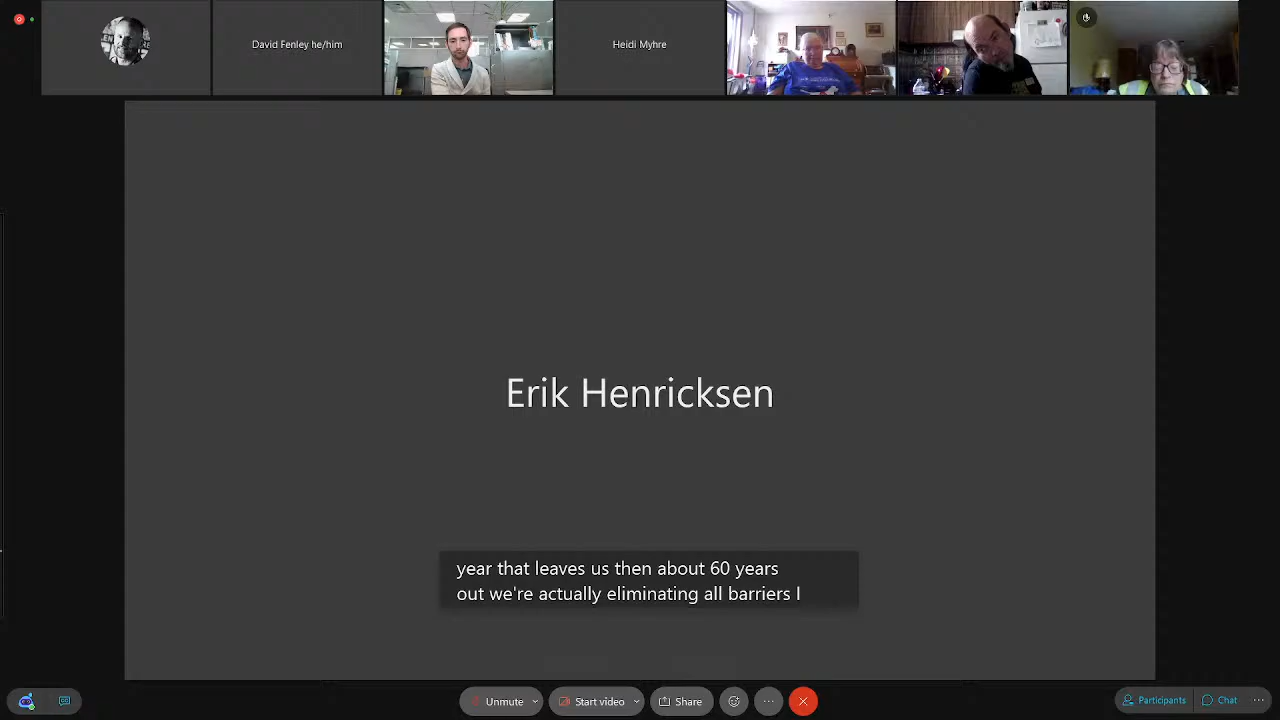 David Fenley he/him
Heidi Myhre
Erik Henricksen
year that leaves us then about 60 years
out we're actually eliminating all barriers I
Unmute
Start video
Share
Participants
Chat